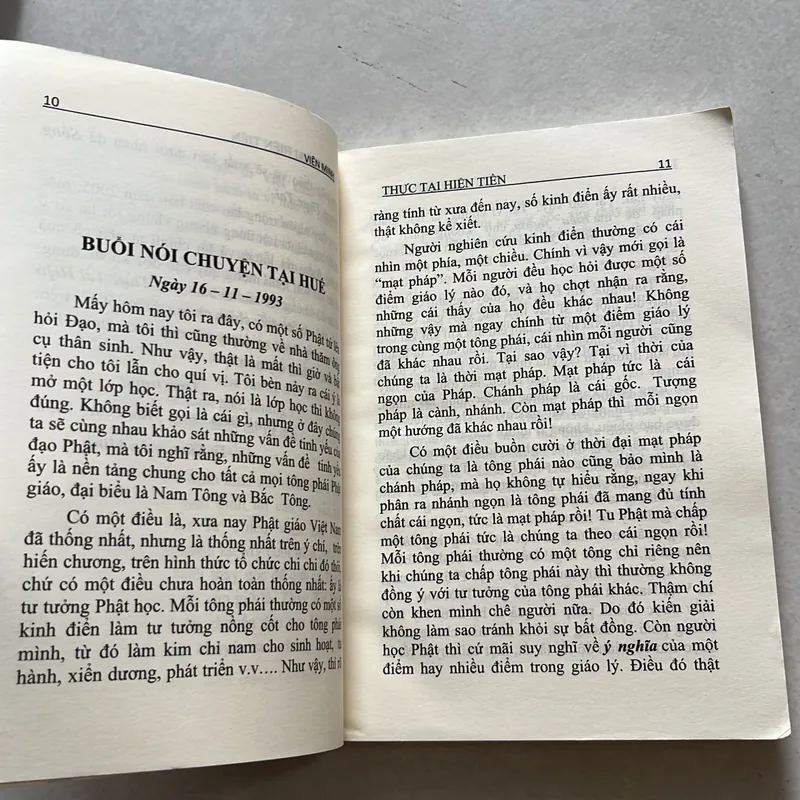 10
VIÊN MINH
BUỔI NÓI CHUYỆN TẠI HUẾ
Ngày 16 – 11 – 1993
Mấy hôm nay tôi ra đây, có một số Phật tử lên
hỏi Đạo, mà tôi thì cũng thường về nhà thăm ông
cụ thân sinh. Như vậy, thật là mất thì giờ và bất
tiện cho tôi lẫn cho quí vị. Tôi bèn nảy ra cái ý là
mở một lớp học. Thật ra, nói là lớp học thì không
đúng. Không biết gọi là cái gì, nhưng ở đây chúng
ta sẽ cùng nhau khảo sát những vấn đề tinh yếu của
đạo Phật, mà tôi nghĩ rằng, những vấn đề tinh yếu
ấy là nền tảng chung cho tất cả mọi tông phái Phật
giáo, đại biểu là Nam Tông và Bắc Tông.
Có một điều là, xưa nay Phật giáo Việt Nam
đã thống nhất, nhưng là thống nhất trên ý chí, trên
hiến chương, trên hình thức tổ chức chi chi đó thôi,
chứ có một điều chưa hoàn toàn thống nhất: ấy là
tư tưởng Phật học. Mỗi tông phái thường có một số
kinh điển làm tư tưởng nồng cốt cho tông phái
mình, từ đó làm kim chỉ nam cho sinh hoạt, tu
hành, xiển dương, phát triển v.v…. Như vậy, thì rõ
THỰC TẠI HIỆN TIỀN
11
ràng tính từ xưa đến nay, số kinh điển ấy rất nhiều,
thật không kể xiết.
Người nghiên cứu kinh điển thường có cái
nhìn một phía, một chiều. Chính vì vậy mới gọi là
“mạt pháp”. Mỗi người đều học hỏi được một số
điểm giáo lý nào đó, và họ chợt nhận ra rằng,
những cái thấy của họ đều khác nhau! Không
những vậy mà ngay chính từ một điểm giáo lý
trong cùng một tông phái, cái nhìn mỗi người cũng
đã khác nhau rồi. Tại sao vậy? Tại vì thời của
chúng ta là thời mạt pháp. Mạt pháp tức là cái
ngọn của Pháp. Chánh pháp là cái gốc. Tượng
pháp là cành, nhánh. Còn mạt pháp thì mỗi ngọn
một hướng đã khác nhau rồi!
Có một điều buồn cười ở thời đại mạt pháp
của chúng ta là tông phái nào cũng bảo mình là
chánh pháp, mà họ không tự hiểu rằng, ngay khi
phân ra nhánh ngọn là tông phái đã mang đủ tính
chất cái ngọn, tức là mạt pháp rồi! Tu Phật mà chấp
một tông phái tức là chúng ta theo cái ngọn rồi!
Mỗi tông phái thường có một tông chỉ riêng nên
khi chúng ta chấp tông phái này thì thường không
đồng ý với tư tưởng của tông phái khác. Thậm chí
còn khen mình chê người nữa. Do đó kiến giải
không làm sao tránh khỏi sự bất đồng. Còn người
học Phật thì cứ mãi suy nghĩ về ý nghĩa của một
điểm hay nhiều điểm trong giáo lý. Điều đó thật